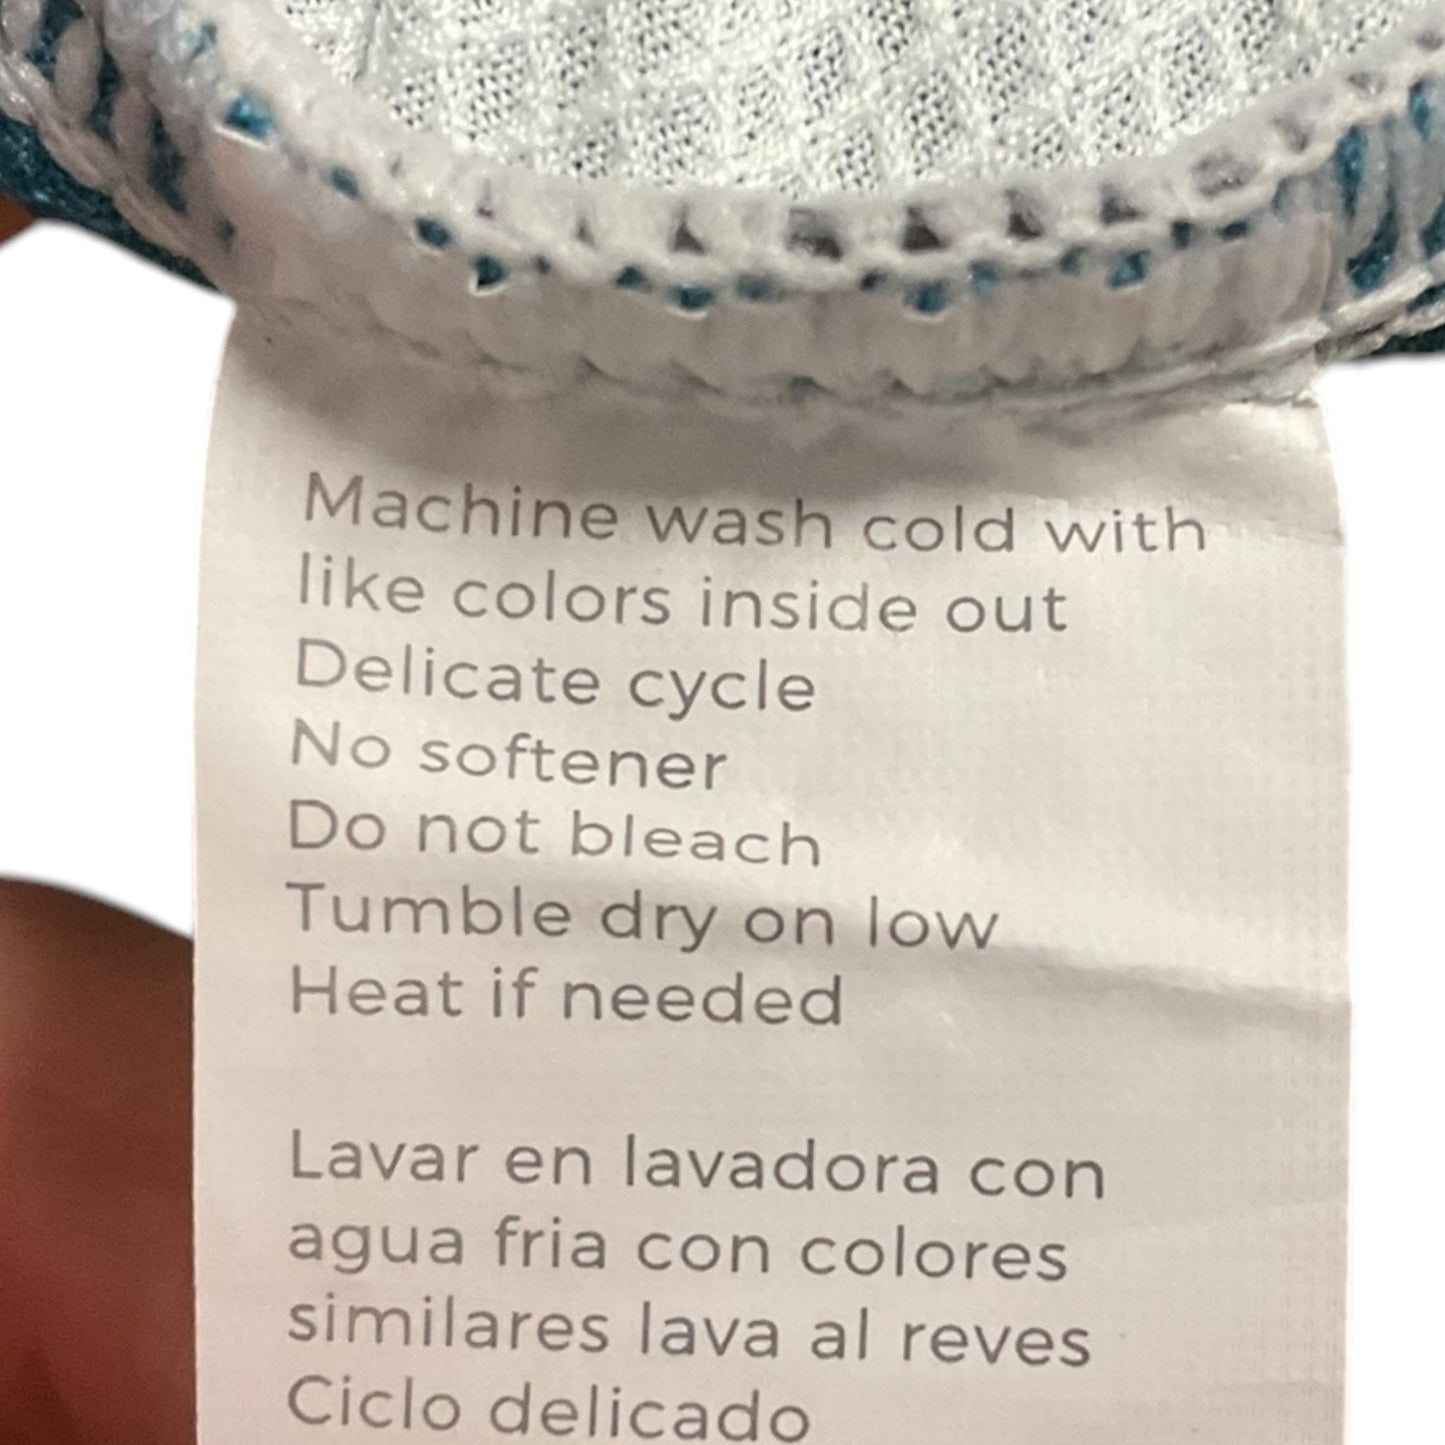 Machine wash cold with
like colors inside out
Delicate cycle
No softener
Do not bleach
Tumble dry on low
Heat if needed
Lavar en lavadora con
agua fria con colores
similares lava al reves
Ciclo delicado